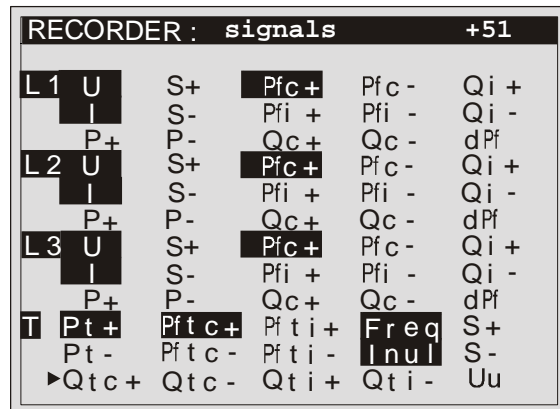 RECORDER: signals +51
L1 U S+ Pfc+ Pfc- Qi+
I S- Pfi+ Pfi- Qi-
P+ P- Qc+ Qc- dPf
L2 U S+ Pfc+ Pfc- Qi+
I S- Pfi+ Pfi- Qi-
P+ P- Qc+ Qc- dPf
L3 U S+ Pfc+ Pfc- Qi+
I S- Pfi+ Pfi- Qi-
P+ P- Qc+ Qc- dPf
T Pt+ Pftc+ Pfti+ Freq S+
Pt- Pftc- Pfti- Inul S-
▶Qtc+ Qtc- Qti+ Qti- Uu